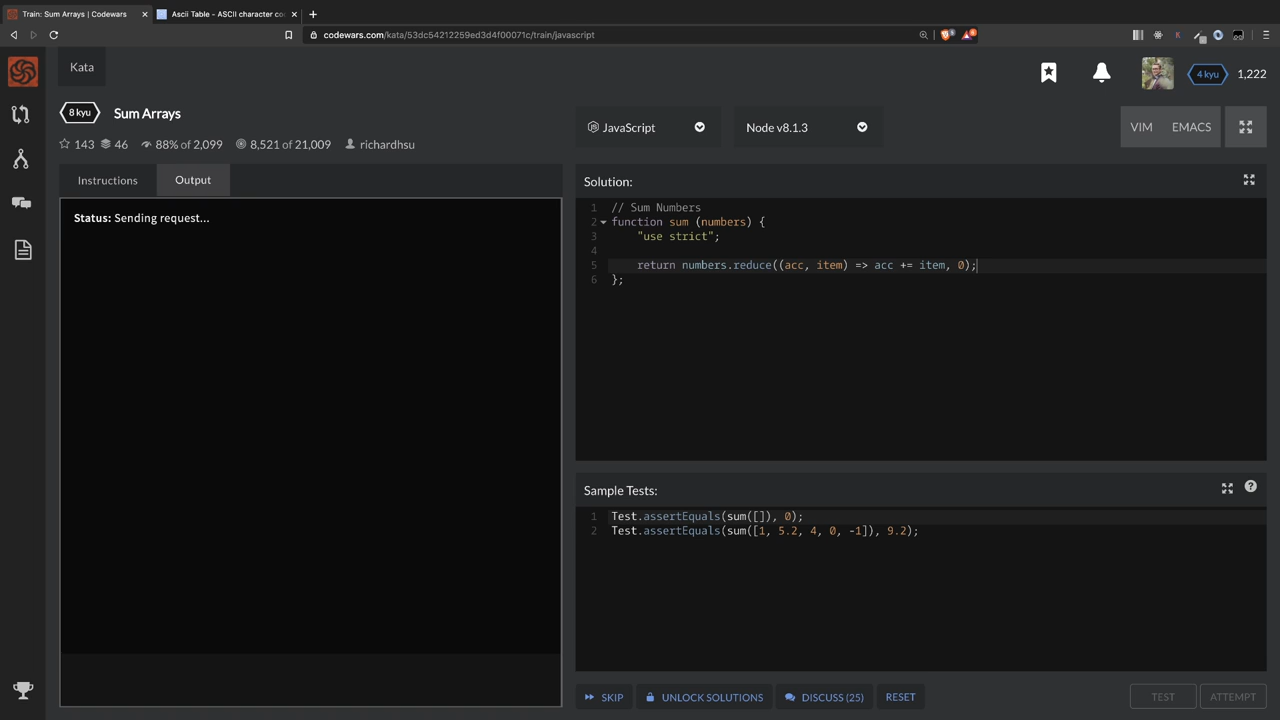 Train: Sum Arrays | Codewars
Ascii Table - ASCII character co
codewars.com/kata/53dc54212259ed3d4f00071c/train/javascript
Kata
4 kyu
1,222
8 kyu
Sum Arrays
JavaScript
Node v8.1.3
VIM
EMACS
143
46
88% of 2,099
8,521 of 21,009
richardhsu
Instructions
Output
Solution:
Status: Sending request...
1 // Sum Numbers
2 function sum (numbers) {
3 "use strict";
4
5 return numbers.reduce((acc, item) => acc += item, 0);
6 };
Sample Tests:
1 Test.assertEquals(sum([]), 0);
2 Test.assertEquals(sum([1, 5.2, 4, 0, -1]), 9.2);
SKIP
UNLOCK SOLUTIONS
DISCUSS (25)
RESET
TEST
ATTEMPT